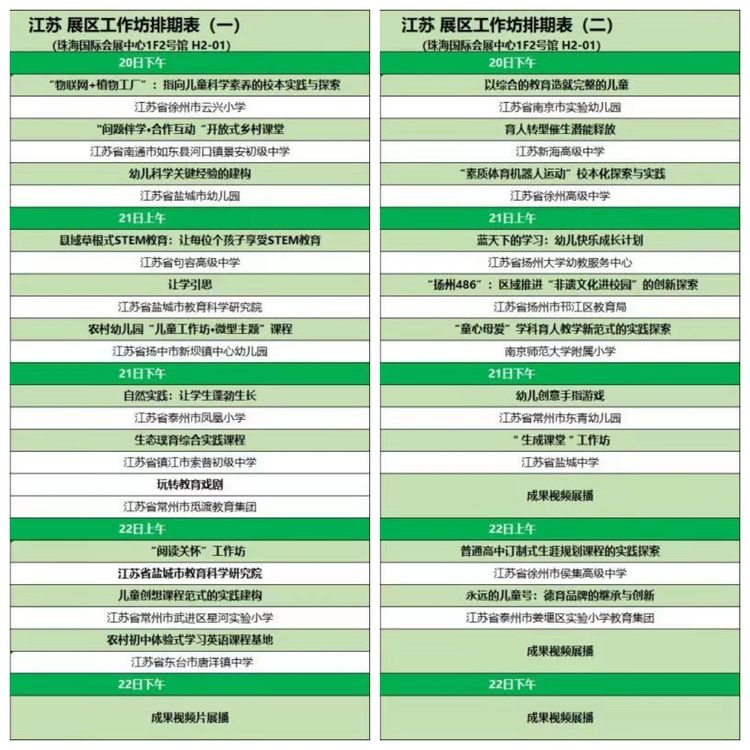 江苏 展区工作坊排期表（一）
（珠海国际会展中心1F2号馆 H2-01）
20日下午
“物联网+植物工厂”：指向儿童科学素养的校本实践与探索
江苏省徐州市云兴小学
"问题伴学•合作互动 "开放式乡村课堂
江苏省南通市如东县河口镇景安初级中学
幼儿科学关键经验的建构
江苏省盐城市幼儿园
21日上午
县域草根式STEM教育：让每位个孩子享受STEM教育
江苏省句容高级中学
让学引思
江苏省盐城市教育科学研究院
农村幼儿园“儿童工作坊•微型主题”课程
江苏省扬中市新坝镇中心幼儿园
21日下午
自然实践：让学生蓬勃生长
江苏省泰州市凤凰小学
生态璞育综合实践课程
江苏省镇江市索普初级中学
玩转教育戏剧
江苏省常州市觅渡教育集团
22日上午
“阅读关怀”工作坊
江苏省盐城市教育科学研究院
儿童创想课程范式的实践建构
江苏省常州市武进区星河实验小学
农村初中体验式学习英语课程基地
江苏省东台市唐洋镇中学
22日下午
成果视频片展播
江苏 展区工作坊排期表（二）
（珠海国际会展中心1F2号馆 H2-01）
20日下午
以综合的教育造就完整的儿童
江苏省南京市实验幼儿园
育人转型催生潜能释放
江苏新海高级中学
“素质体育机器人运动”校本化探索与实践
江苏省徐州高级中学
21日上午
蓝天下的学习：幼儿快乐成长计划
江苏省扬州大学幼教服务中心
“扬州486”：区域推进“非遗文化进校园”的创新探索
江苏省扬州市邗江区教育局
“童心母爱”学科育人教学新范式的实践探索
南京师范大学附属小学
21日下午
幼儿创意手指游戏
江苏省常州市东青幼儿园
＂生成课堂＂工作坊
江苏省盐城中学
成果视频展播
22日上午
普通高中订制式生涯规划课程的实践探索
江苏省徐州市侯集高级中学
永远的儿童号：德育品牌的继承与创新
江苏省泰州市姜堰区实验小学教育集团
成果视频展播
22日下午
成果视频展播